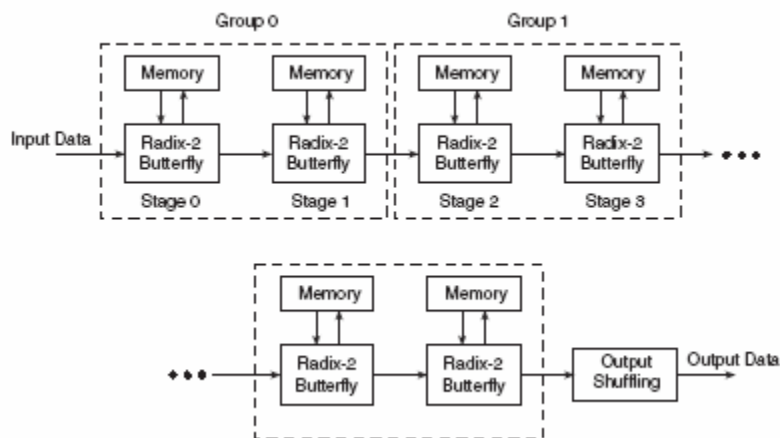 Group 0
Group 1
Memory
Memory
Memory
Memory
Input Data
Radix-2
Butterfly
Radix-2
Butterfly
Radix-2
Butterfly
Radix-2
Butterfly
Stage 0
Stage 1
Stage 2
Stage 3
Memory
Memory
Radix-2
Butterfly
Radix-2
Butterfly
Output
Shuffling
Output Data